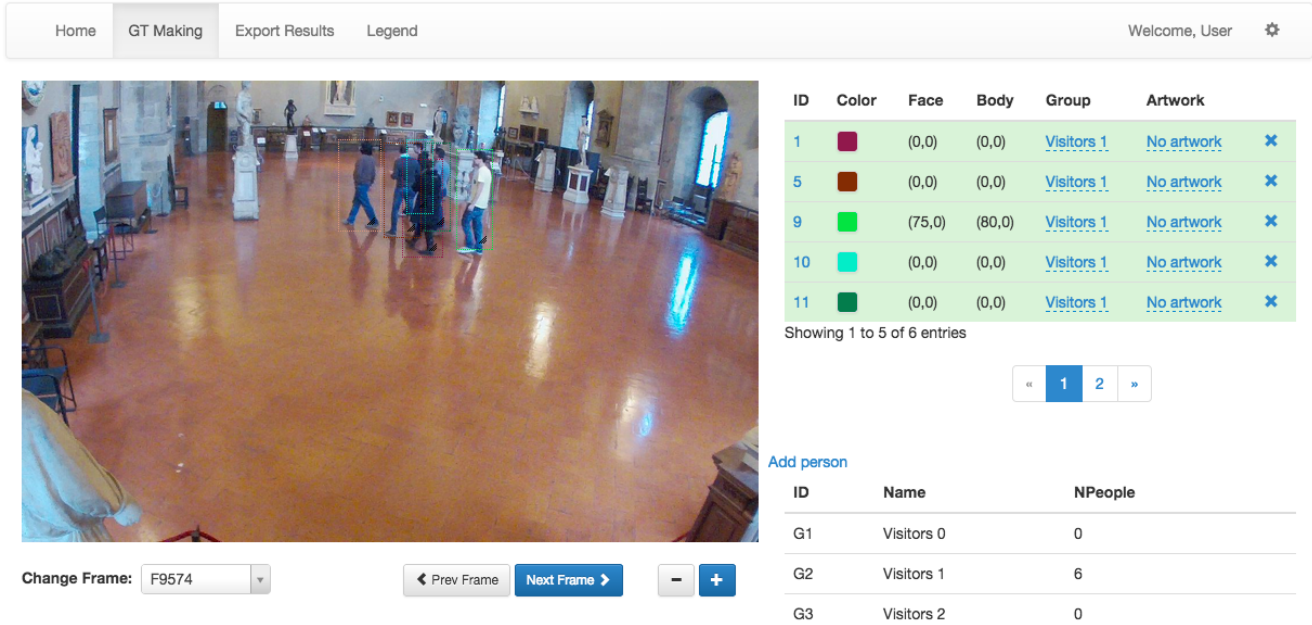 Home GT Making Export Results Legend Welcome, User
ID Color Face Body Group Artwork
1 (0,0) (0,0) Visitors 1 No artwork
5 (0,0) (0,0) Visitors 1 No artwork
9 (75,0) (80,0) Visitors 1 No artwork
10 (0,0) (0,0) Visitors 1 No artwork
11 (0,0) (0,0) Visitors 1 No artwork
Showing 1 to 5 of 6 entries
« 1 2 »
Add person
ID Name NPeople
G1 Visitors 0 0
G2 Visitors 1 6
G3 Visitors 2 0
Change Frame: F9574 Prev Frame Next Frame - +